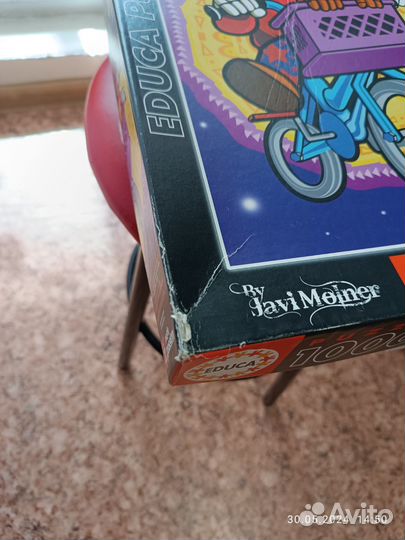 EDUCA
By
Javi Molner
EDUCA
1000
30.05.2024 14:50
Avito